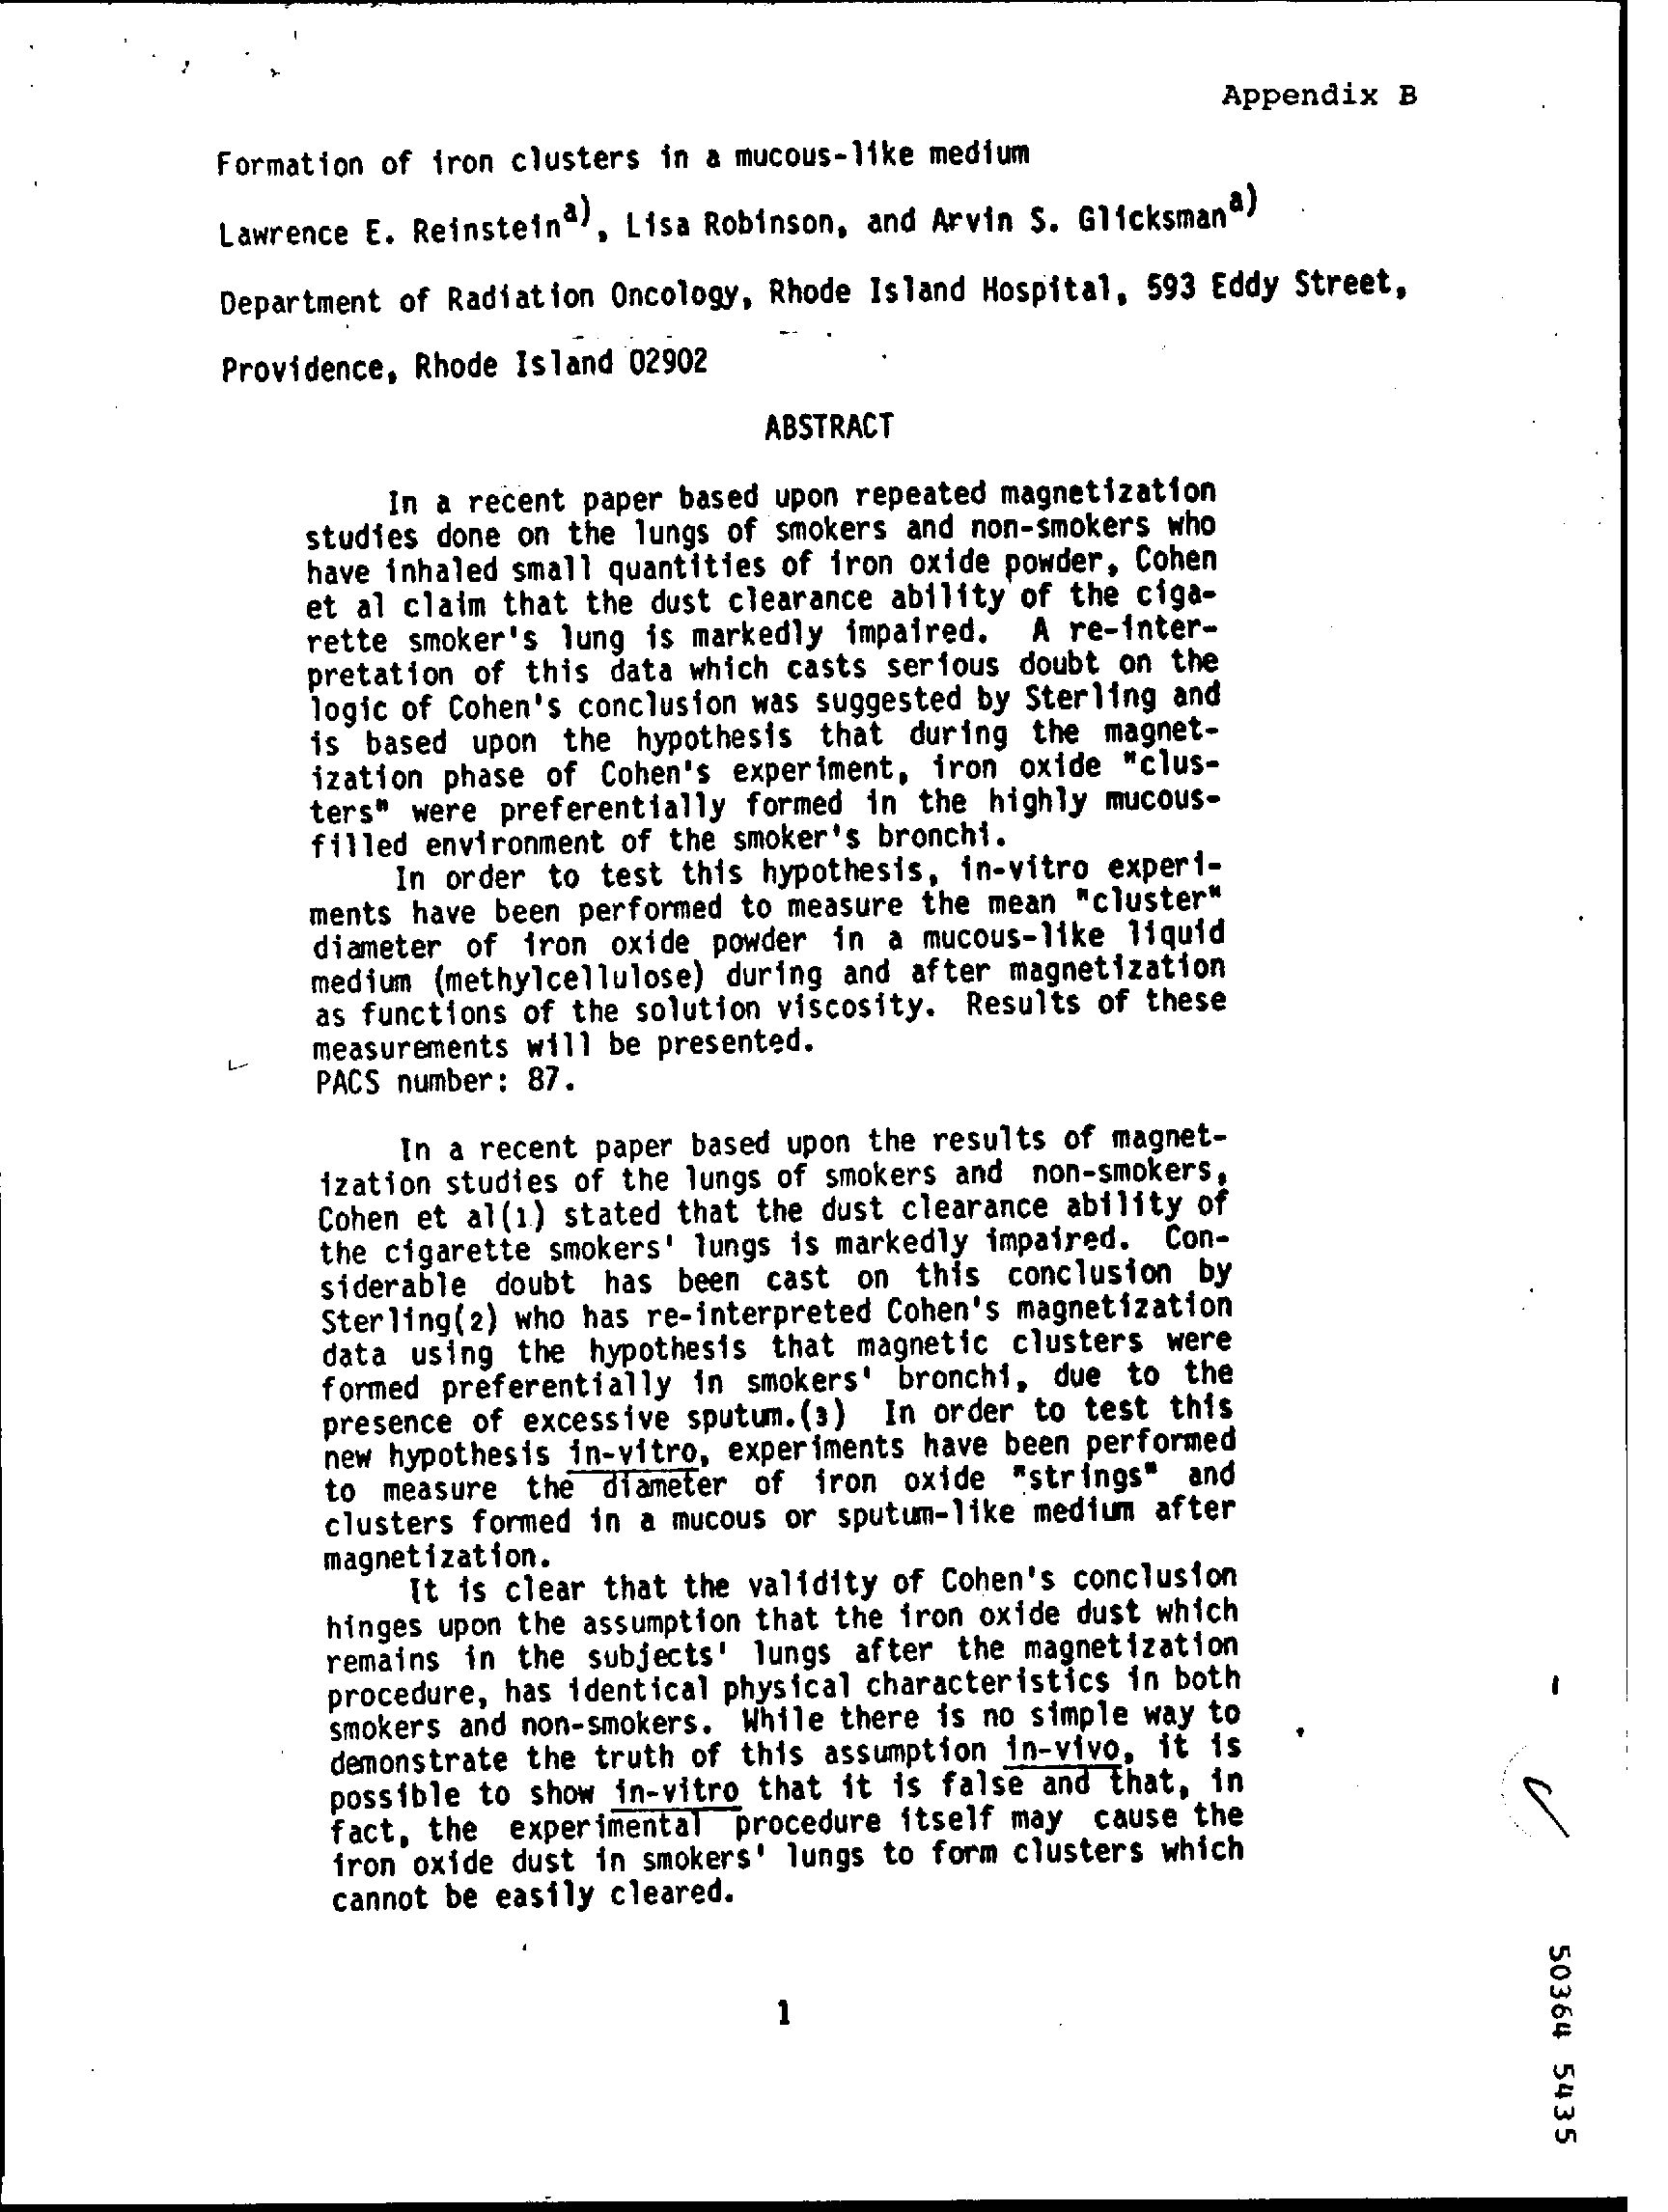 Appendix B
Formation of iron clusters in a mucous-like medium
Lawrence E. Reinstein a), Lisa Robinson, and Arvin S. Glicksman a)
Department of Radiation Oncology, Rhode Island Hospital, 593 Eddy Street,
Providence, Rhode Island 02902
ABSTRACT
In a recent paper based upon repeated magnetization
studies done on the lungs of smokers and non-smokers who
have inhaled small quantities of iron oxide powder, Cohen
et al claim that the dust clearance ability of the ciga-
rette smoker's lung is markedly impaired. A re-inter-
pretation of this data which casts serious doubt on the
logic of Cohen's conclusion was suggested by Sterling and
is based upon the hypothesis that during the magnet-
ization phase of Cohen's experiment, iron oxide "clus-
ters" were preferentially formed in the highly mucous-
filled environment of the smoker's bronchi.
In order to test this hypothesis, in-vitro experi-
ments have been performed to measure the mean "cluster"
diameter of iron oxide powder in a mucous-like liquid
medium (methylcellulose) during and after magnetization
as functions of the solution viscosity. Results of these
measurements will be presented.
PACS number: 87.
In a recent paper based upon the results of magnet-
ization studies of the lungs of smokers and non-smokers,
Cohen et al(1) stated that the dust clearance ability of
the cigarette smokers' lungs is markedly impaired. Con-
siderable doubt has been cast on this conclusion by
Sterling(2) who has re-interpreted Cohen's magnetization
data using the hypothesis that magnetic clusters were
formed preferentially in smokers' bronchi, due to the
presence of excessive sputum.(3) In order to test this
new hypothesis in-vitro, experiments have been performed
to measure the diameter of iron oxide "strings" and
clusters formed in a mucous or sputum-like medium after
magnetization.
It is clear that the validity of Cohen's conclusion
hinges upon the assumption that the iron oxide dust which
remains in the subjects' lungs after the magnetization
procedure, has identical physical characteristics in both
smokers and non-smokers. While there is no simple way to
demonstrate the truth of this assumption in-vivo, it is
possible to show in-vitro that it is false and that, in
fact, the experimental procedure itself may cause the
iron oxide dust in smokers' lungs to form clusters which
cannot be easily cleared.
1
50364 5435